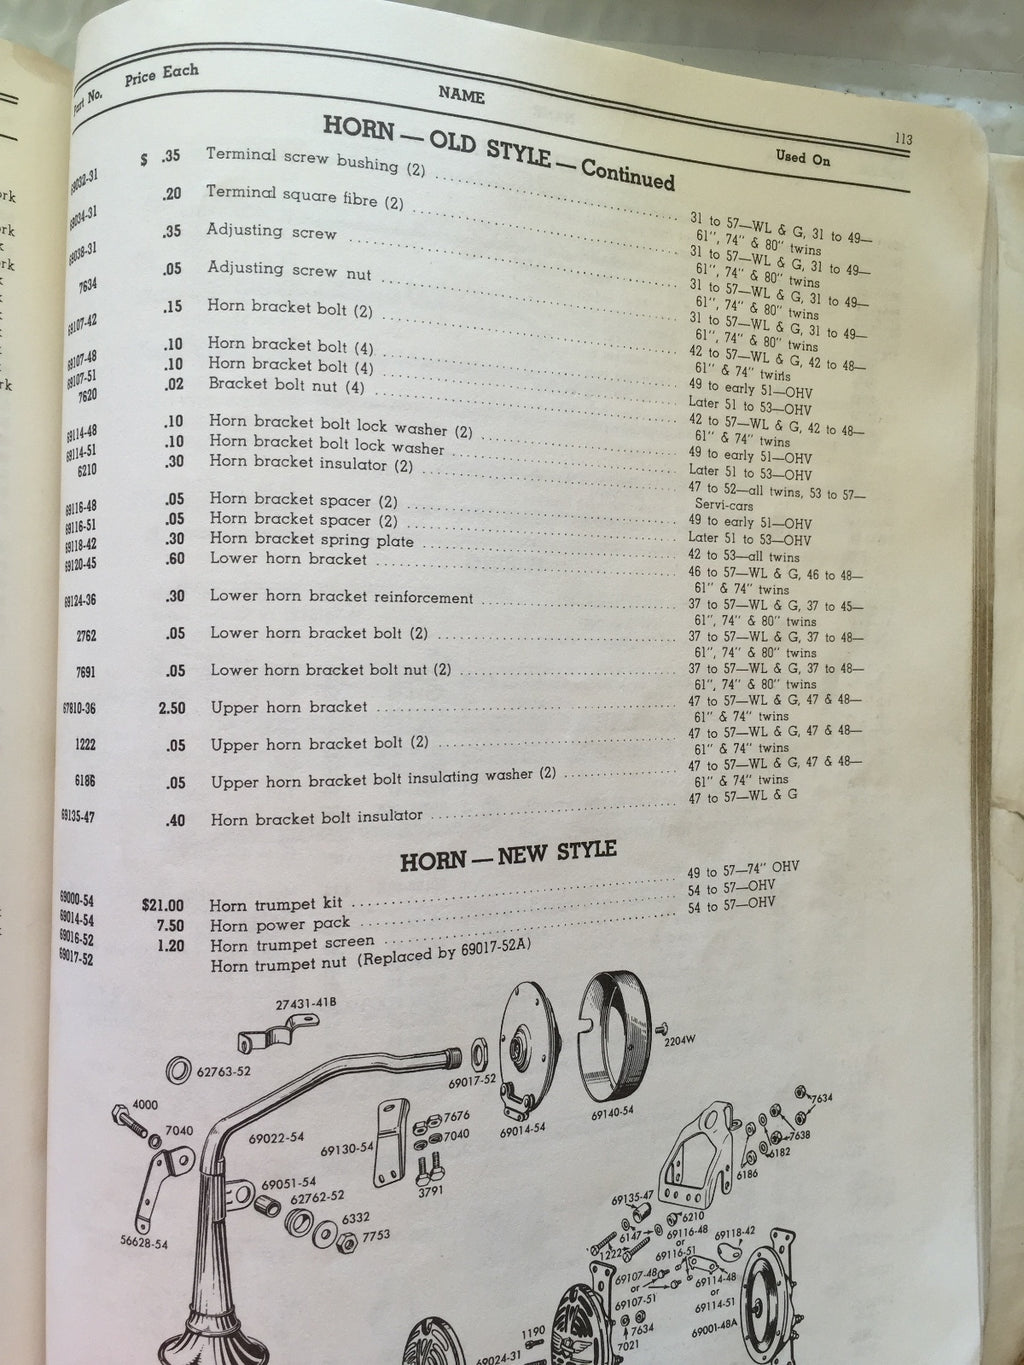 Part No. Price Each NAME Used On
113
HORN — OLD STYLE — Continued
69032-31 $ .35 Terminal screw bushing (2) 31 to 57—WL & G, 31 to 49—
61", 74" & 80" twins
69034-31 .20 Terminal square fibre (2) 31 to 57—WL & G, 31 to 49—
61", 74" & 80" twins
69038-31 .35 Adjusting screw 31 to 57—WL & G, 31 to 49—
61", 74" & 80" twins
7634 .05 Adjusting screw nut 31 to 57—WL & G, 31 to 49—
61", 74" & 80" twins
69107-42 .15 Horn bracket bolt (2) 42 to 57—WL & G, 42 to 48—
61" & 74" twins
69107-48 .10 Horn bracket bolt (4) 49 to early 51—OHV
69107-51 .10 Horn bracket bolt (4) Later 51 to 53—OHV
7620 .02 Bracket bolt nut (4) 42 to 57—WL & G, 42 to 48—
61" & 74" twins
69114-48 .10 Horn bracket bolt lock washer (2) 49 to early 51—OHV
69114-51 .10 Horn bracket bolt lock washer Later 51 to 53—OHV
6210 .30 Horn bracket insulator (2) 47 to 52—all twins, 53 to 57—
Servi-cars
69116-48 .05 Horn bracket spacer (2) 49 to early 51—OHV
69116-51 .05 Horn bracket spacer (2) Later 51 to 53—OHV
69118-42 .30 Horn bracket spring plate 42 to 53—all twins
69120-45 .60 Lower horn bracket 46 to 57—WL & G, 46 to 48—
61" & 74" twins
69124-36 .30 Lower horn bracket reinforcement 37 to 57—WL & G, 37 to 45—
61", 74" & 80" twins
2762 .05 Lower horn bracket bolt (2) 37 to 57—WL & G, 37 to 48—
61", 74" & 80" twins
7691 .05 Lower horn bracket bolt nut (2) 37 to 57—WL & G, 37 to 48—
61", 74" & 80" twins
67810-36 2.50 Upper horn bracket 47 to 57—WL & G, 47 & 48—
61" & 74" twins
1222 .05 Upper horn bracket bolt (2) 47 to 57—WL & G, 47 & 48—
61" & 74" twins
6186 .05 Upper horn bracket bolt insulating washer (2) 47 to 57—WL & G, 47 & 48—
61" & 74" twins
69135-47 .40 Horn bracket bolt insulator 47 to 57—WL & G
HORN — NEW STYLE
69000-54 $21.00 Horn trumpet kit 49 to 57—74" OHV
69014-54 7.50 Horn power pack 54 to 57—OHV
69016-52 1.20 Horn trumpet screen 54 to 57—OHV
69017-52 Horn trumpet nut (Replaced by 69017-52A)
27431-41B
62763-52
69017-52
2204W
69140-54
69014-54
4000
7040
69022-54
69130-54
7676
7040
3791
7634
7638
6182
6186
56628-54
69051-54
62762-52
6332
7753
69135-47
6147
6210
1222
69116-48
or
69116-51
69118-42
69107-48
or
69107-51
69114-48
or
69114-51
69001-48A
7634
7021
1190
69024-31